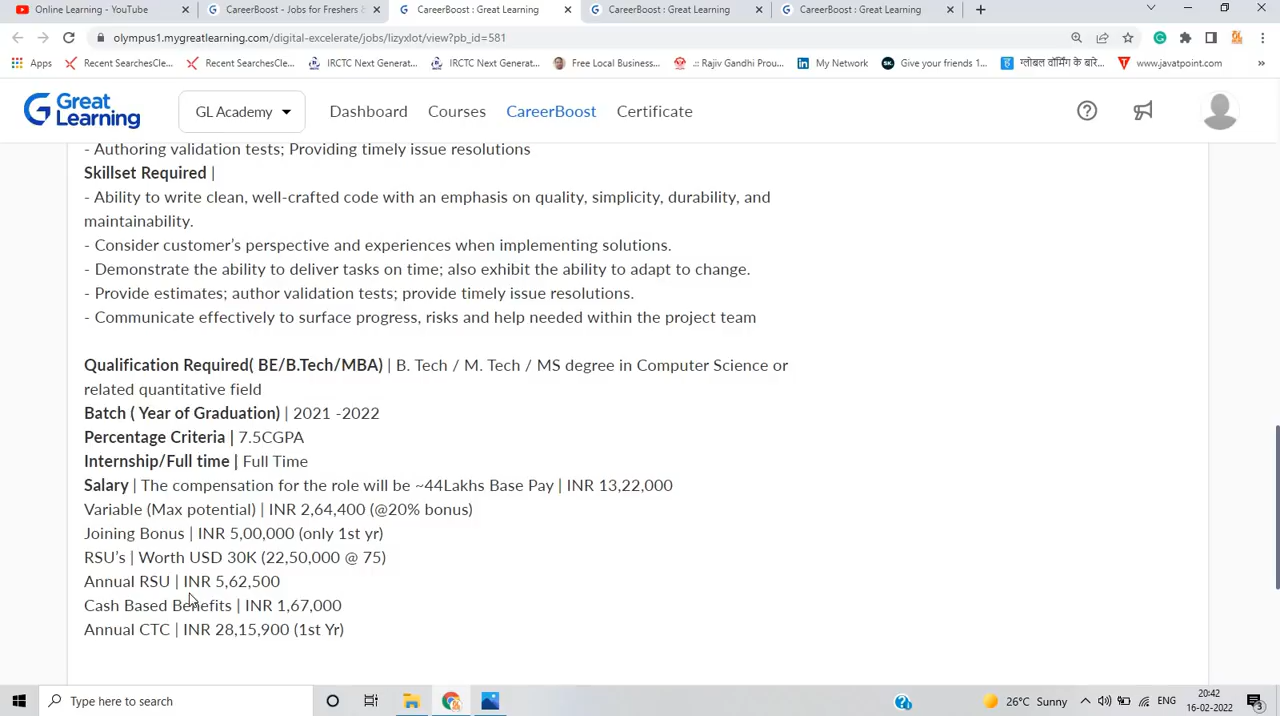 Online Learning - YouTube
CareerBoost - Jobs for Freshers &
CareerBoost : Great Learning
CareerBoost : Great Learning
CareerBoost : Great Learning
olympus1.mygreatlearning.com/digital-excelerate/jobs/lizyxlot/view?pb_id=581
Apps
Recent SearchesCle...
Recent SearchesCle...
IRCTC Next Generat...
IRCTC Next Generat...
Free Local Business...
.:: Rajiv Gandhi Prou...
My Network
Give your friends 1...
ग्लोबल वॉर्मिंग के बारे...
www.javatpoint.com
Great Learning
GL Academy
Dashboard
Courses
CareerBoost
Certificate
- Authoring validation tests; Providing timely issue resolutions
Skillset Required |
- Ability to write clean, well-crafted code with an emphasis on quality, simplicity, durability, and
maintainability.
- Consider customer's perspective and experiences when implementing solutions.
- Demonstrate the ability to deliver tasks on time; also exhibit the ability to adapt to change.
- Provide estimates; author validation tests; provide timely issue resolutions.
- Communicate effectively to surface progress, risks and help needed within the project team
Qualification Required( BE/B.Tech/MBA) | B. Tech / M. Tech / MS degree in Computer Science or
related quantitative field
Batch ( Year of Graduation) | 2021 -2022
Percentage Criteria | 7.5CGPA
Internship/Full time | Full Time
Salary | The compensation for the role will be ~44Lakhs Base Pay | INR 13,22,000
Variable (Max potential) | INR 2,64,400 (@20% bonus)
Joining Bonus | INR 5,00,000 (only 1st yr)
RSU's | Worth USD 30K (22,50,000 @ 75)
Annual RSU | INR 5,62,500
Cash Based Benefits | INR 1,67,000
Annual CTC | INR 28,15,900 (1st Yr)
Type here to search
26°C Sunny
ENG
20:42
16-02-2022
3